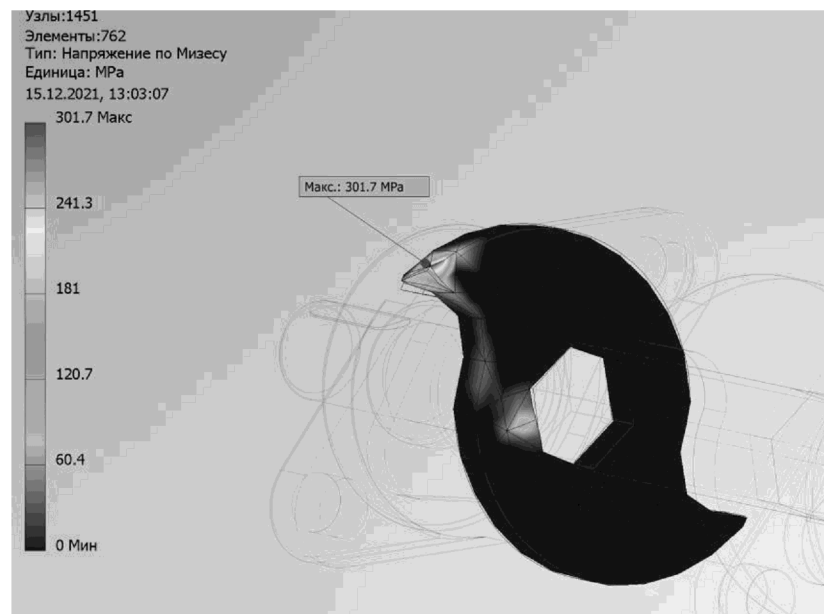 Узлы:1451
Элементы:762
Тип: Напряжение по Мизесу
Единица: MPa
15.12.2021, 13:03:07
301.7 Макс
Макс.: 301.7 MPa
241.3
181
120.7
60.4
0 Мин